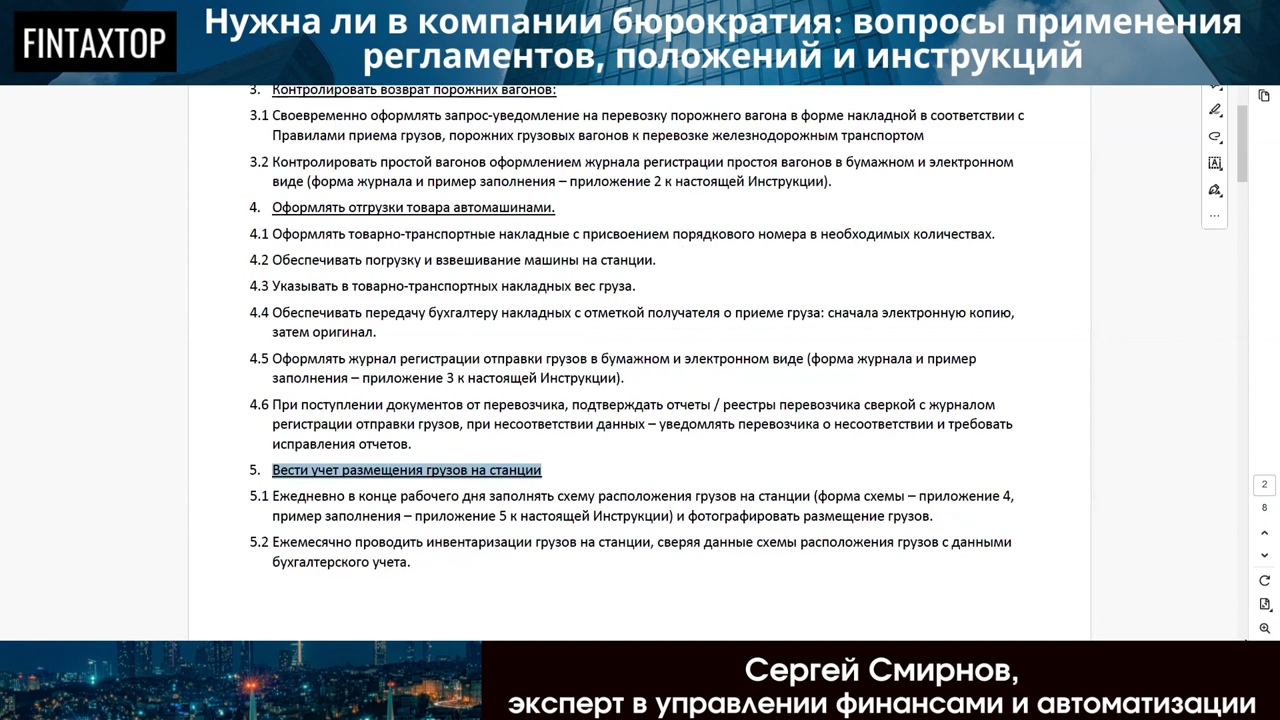 FINTAXTOP
Нужна ли в компании бюрократия: вопросы применения
регламентов, положений и инструкций
3. Контролировать возврат порожних вагонов:
3.1 Своевременно оформлять запрос-уведомление на перевозку порожнего вагона в форме накладной в соответствии с
Правилами приема грузов, порожних грузовых вагонов к перевозке железнодорожным транспортом
3.2 Контролировать простой вагонов оформлением журнала регистрации простоя вагонов в бумажном и электронном
виде (форма журнала и пример заполнения – приложение 2 к настоящей Инструкции).
4. Оформлять отгрузки товара автомашинами.
4.1 Оформлять товарно-транспортные накладные с присвоением порядкового номера в необходимых количествах.
4.2 Обеспечивать погрузку и взвешивание машины на станции.
4.3 Указывать в товарно-транспортных накладных вес груза.
4.4 Обеспечивать передачу бухгалтеру накладных с отметкой получателя о приеме груза: сначала электронную копию,
затем оригинал.
4.5 Оформлять журнал регистрации отправки грузов в бумажном и электронном виде (форма журнала и пример
заполнения – приложение 3 к настоящей Инструкции).
4.6 При поступлении документов от перевозчика, подтверждать отчеты / реестры перевозчика сверкой с журналом
регистрации отправки грузов, при несоответствии данных – уведомлять перевозчика о несоответствии и требовать
исправления отчетов.
5. Вести учет размещения грузов на станции
5.1 Ежедневно в конце рабочего дня заполнять схему расположения грузов на станции (форма схемы – приложение 4,
пример заполнения – приложение 5 к настоящей Инструкции) и фотографировать размещение грузов.
5.2 Ежемесячно проводить инвентаризации грузов на станции, сверяя данные схемы расположения грузов с данными
бухгалтерского учета.
2
8
Сергей Смирнов,
эксперт в управлении финансами и автоматизации